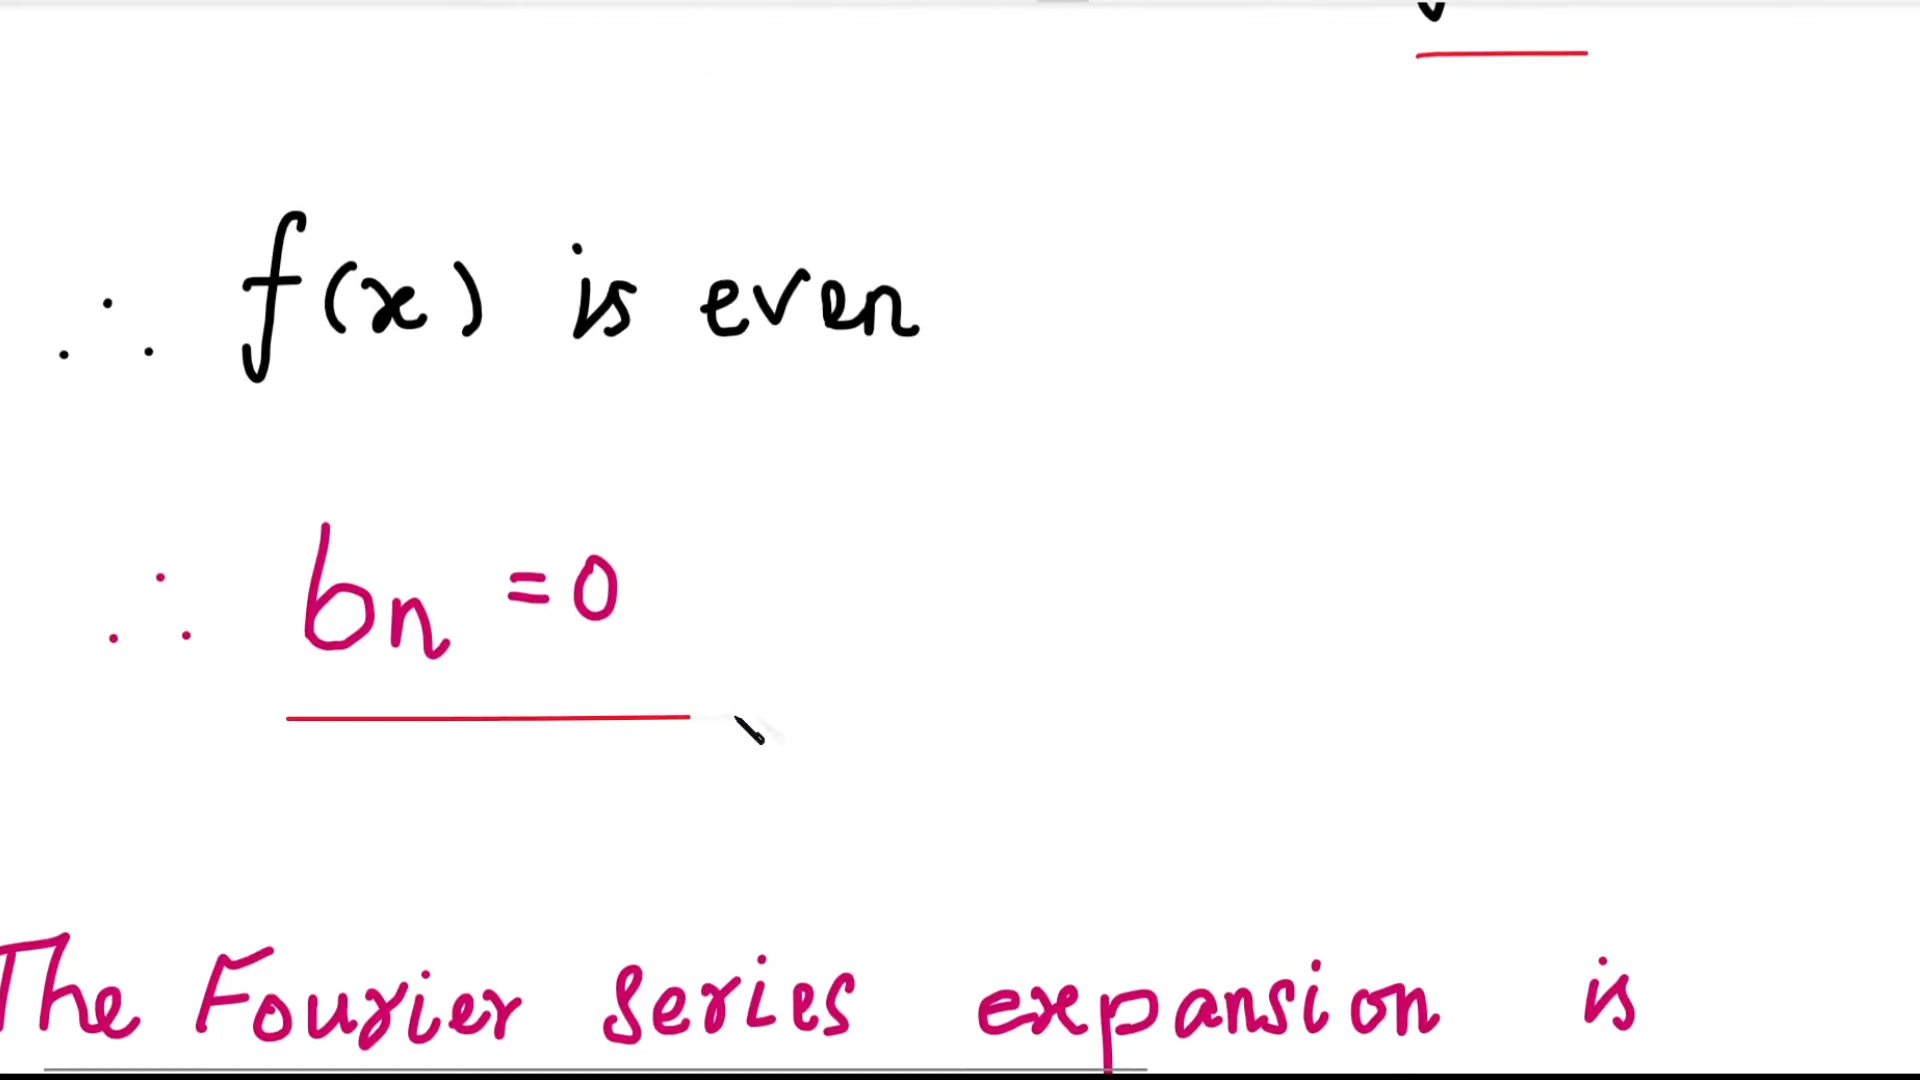 ∴ f(x) is even
∴ bn = 0
The Fourier series expansion is